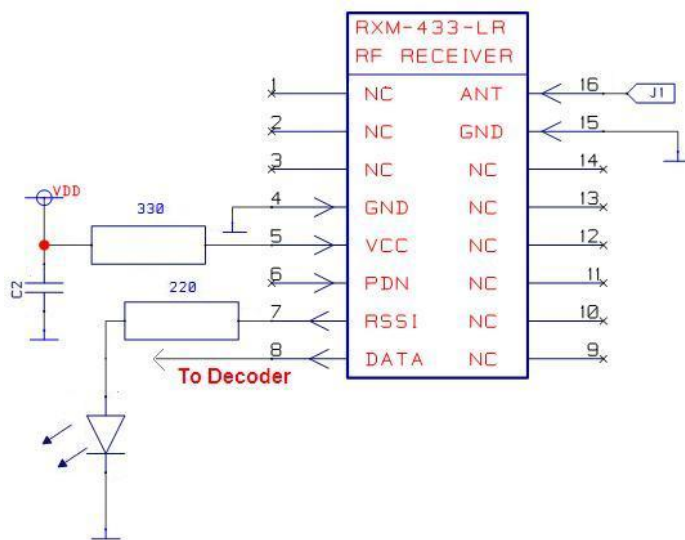 RXM-433-LR
RF RECEIVER
1 NC ANT 16 J1
2 NC GND 15
3 NC NC 14
4 GND NC 13
VDD
330
5 VCC NC 12
6 PDN NC 11
C2
220
7 RSSI NC 10
8 DATA NC 9
To Decoder